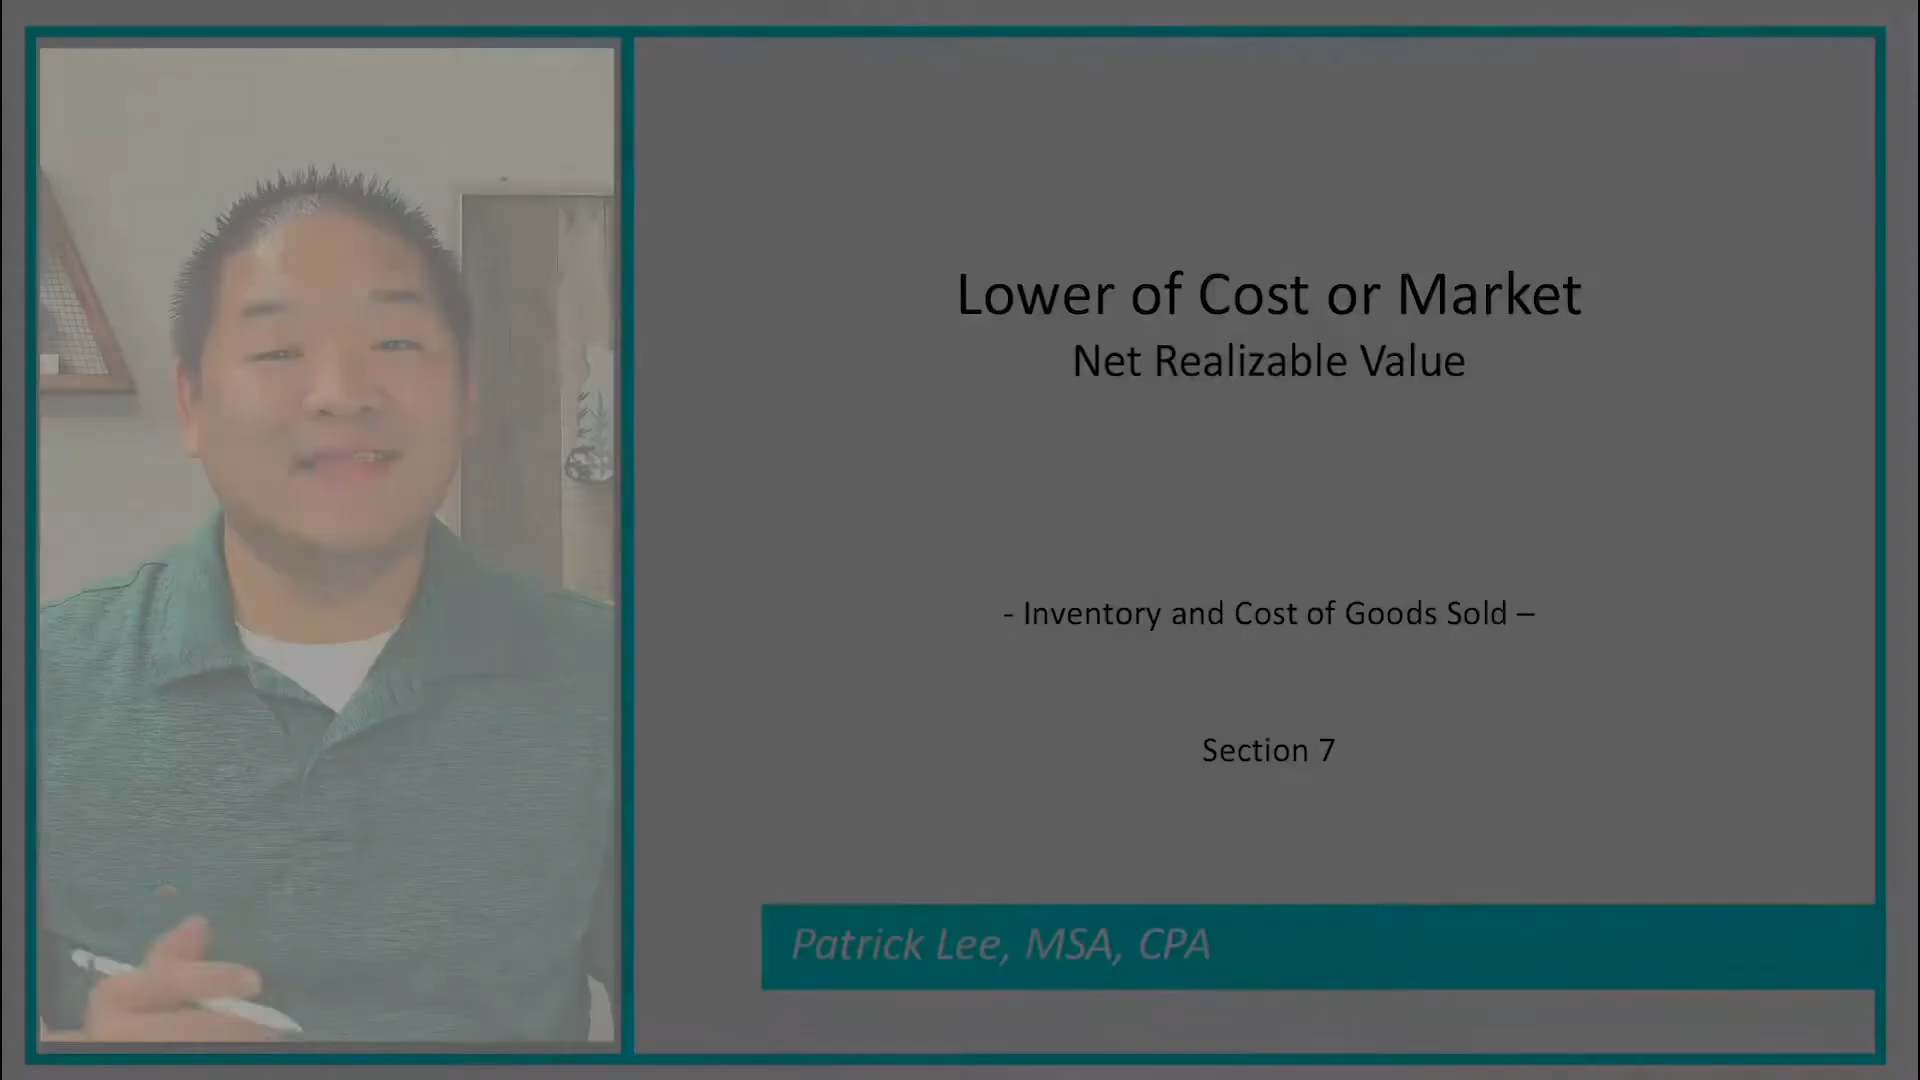 Lower of Cost or Market
Net Realizable Value
- Inventory and Cost of Goods Sold –
Section 7
Patrick Lee, MSA, CPA